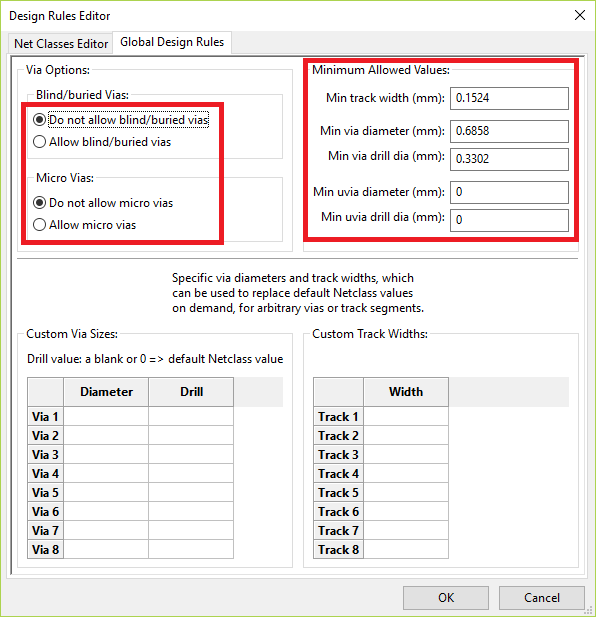 Design Rules Editor
Net Classes Editor
Global Design Rules
Via Options:
Blind/buried Vias:
Do not allow blind/buried vias
Allow blind/buried vias
Micro Vias:
Do not allow micro vias
Allow micro vias
Minimum Allowed Values:
Min track width (mm): 0.1524
Min via diameter (mm): 0.6858
Min via drill dia (mm): 0.3302
Min uvia diameter (mm): 0
Min uvia drill dia (mm): 0
Specific via diameters and track widths, which
can be used to replace default Netclass values
on demand, for arbitrary vias or track segments.
Custom Via Sizes:
Drill value: a blank or 0 => default Netclass value
Diameter Drill
Via 1
Via 2
Via 3
Via 4
Via 5
Via 6
Via 7
Via 8
Custom Track Widths:
Width
Track 1
Track 2
Track 3
Track 4
Track 5
Track 6
Track 7
Track 8
OK
Cancel